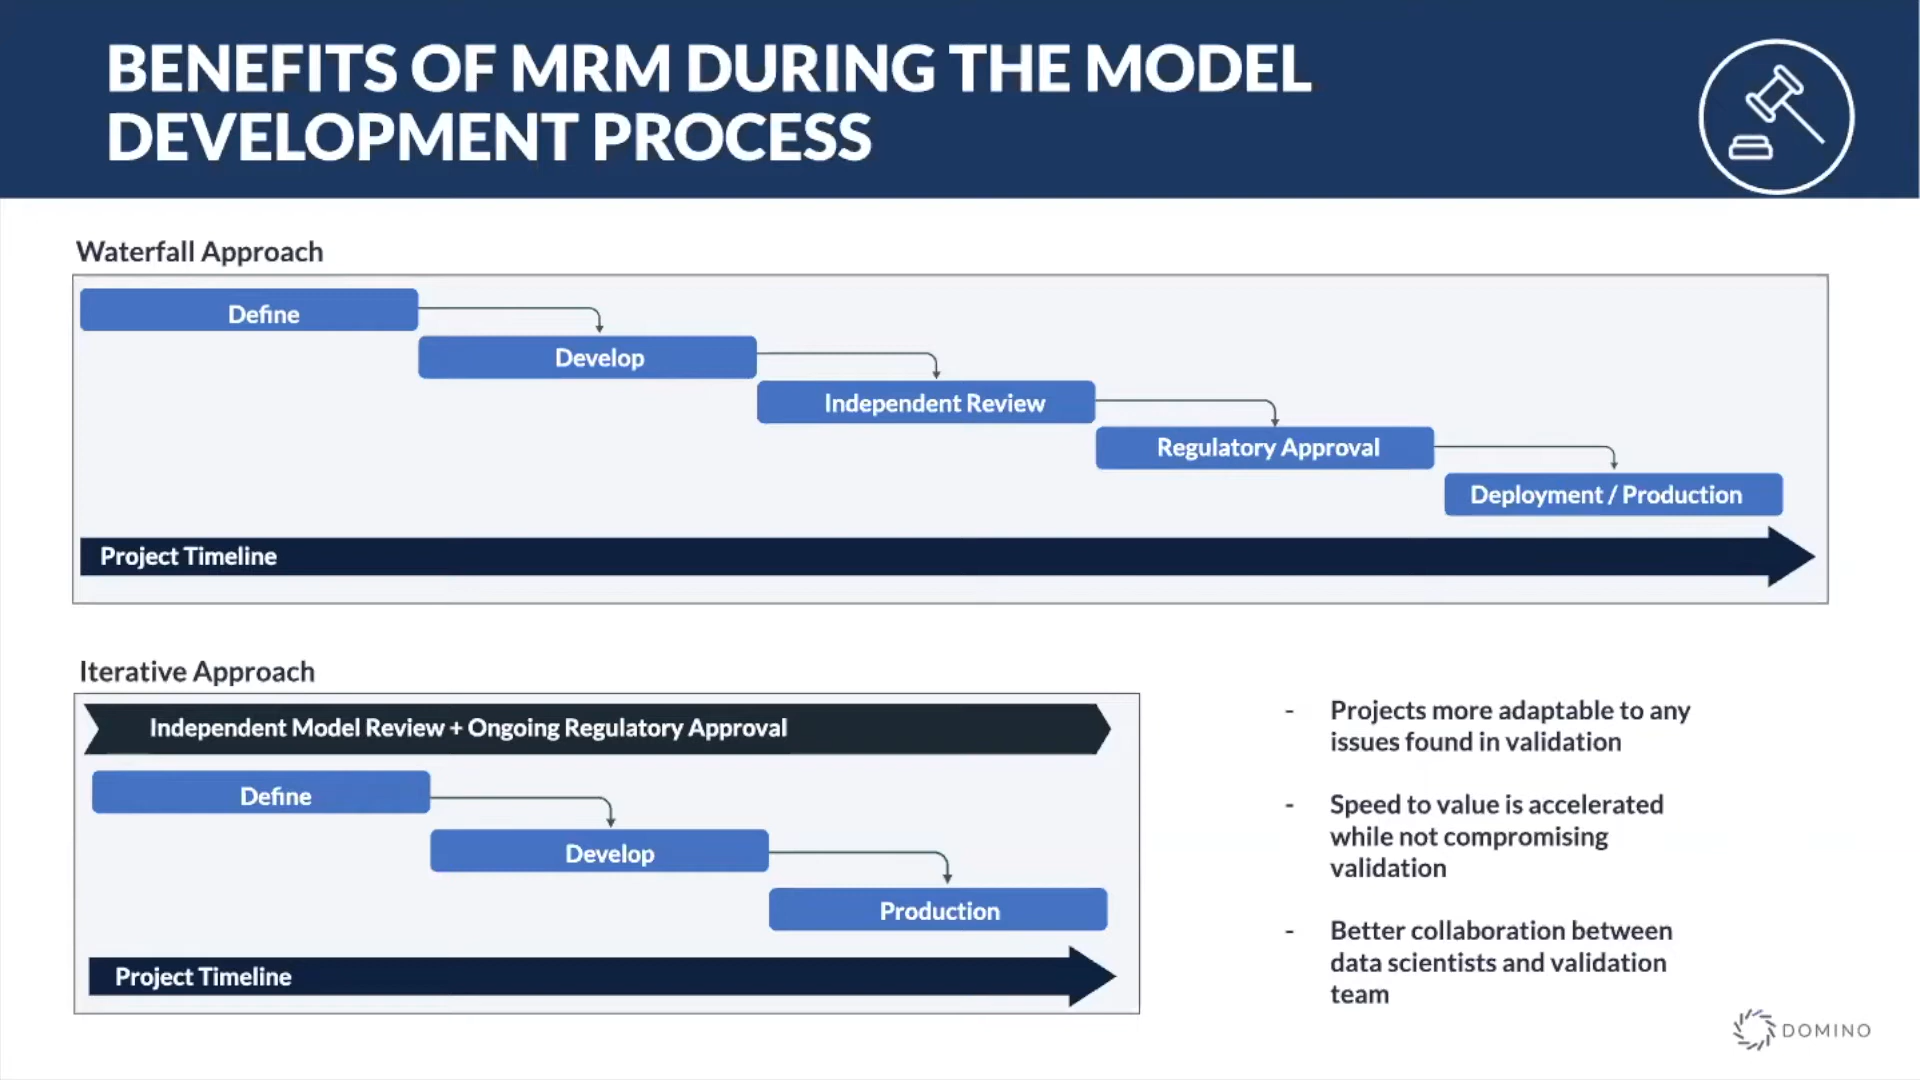 BENEFITS OF MRM DURING THE MODEL
DEVELOPMENT PROCESS
Waterfall Approach
Define
Develop
Independent Review
Regulatory Approval
Deployment / Production
Project Timeline
Iterative Approach
Independent Model Review + Ongoing Regulatory Approval
Define
Develop
Production
Project Timeline
- Projects more adaptable to any
issues found in validation
- Speed to value is accelerated
while not compromising
validation
- Better collaboration between
data scientists and validation
team
DOMINO